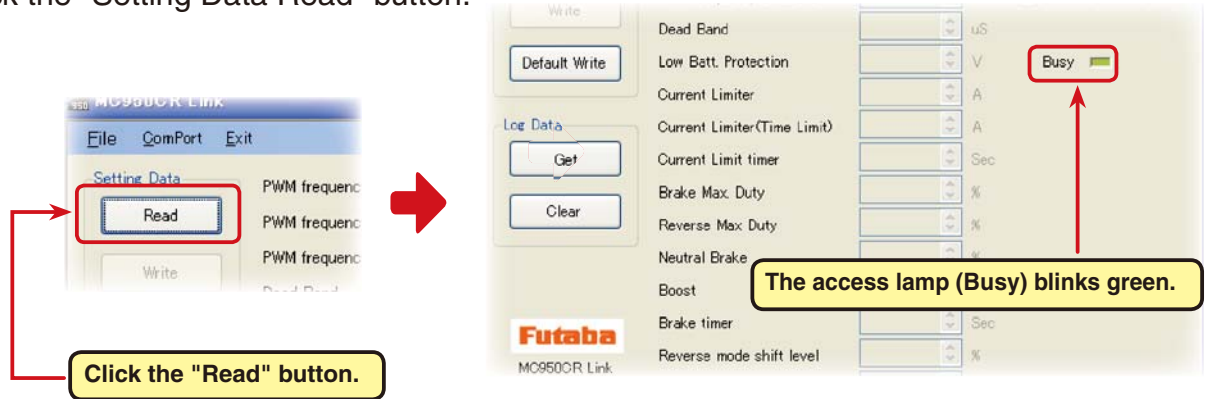 the "Setting Data Read" button.
MC950CR Link
File ComPort Exit
Setting Data
Read
Write
PWM frequenc
PWM frequenc
PWM frequenc
Dead Band
Click the "Read" button.
Write
Default Write
Log Data
Get
Clear
Futaba
MC950CR Link
Dead Band uS
Low Batt. Protection V
Busy
Current Limiter A
Current Limiter(Time Limit) A
Current Limit timer Sec
Brake Max. Duty %
Reverse Max Duty %
Neutral Brake %
Boost
Brake timer Sec
Reverse mode shift level %
The access lamp (Busy) blinks green.